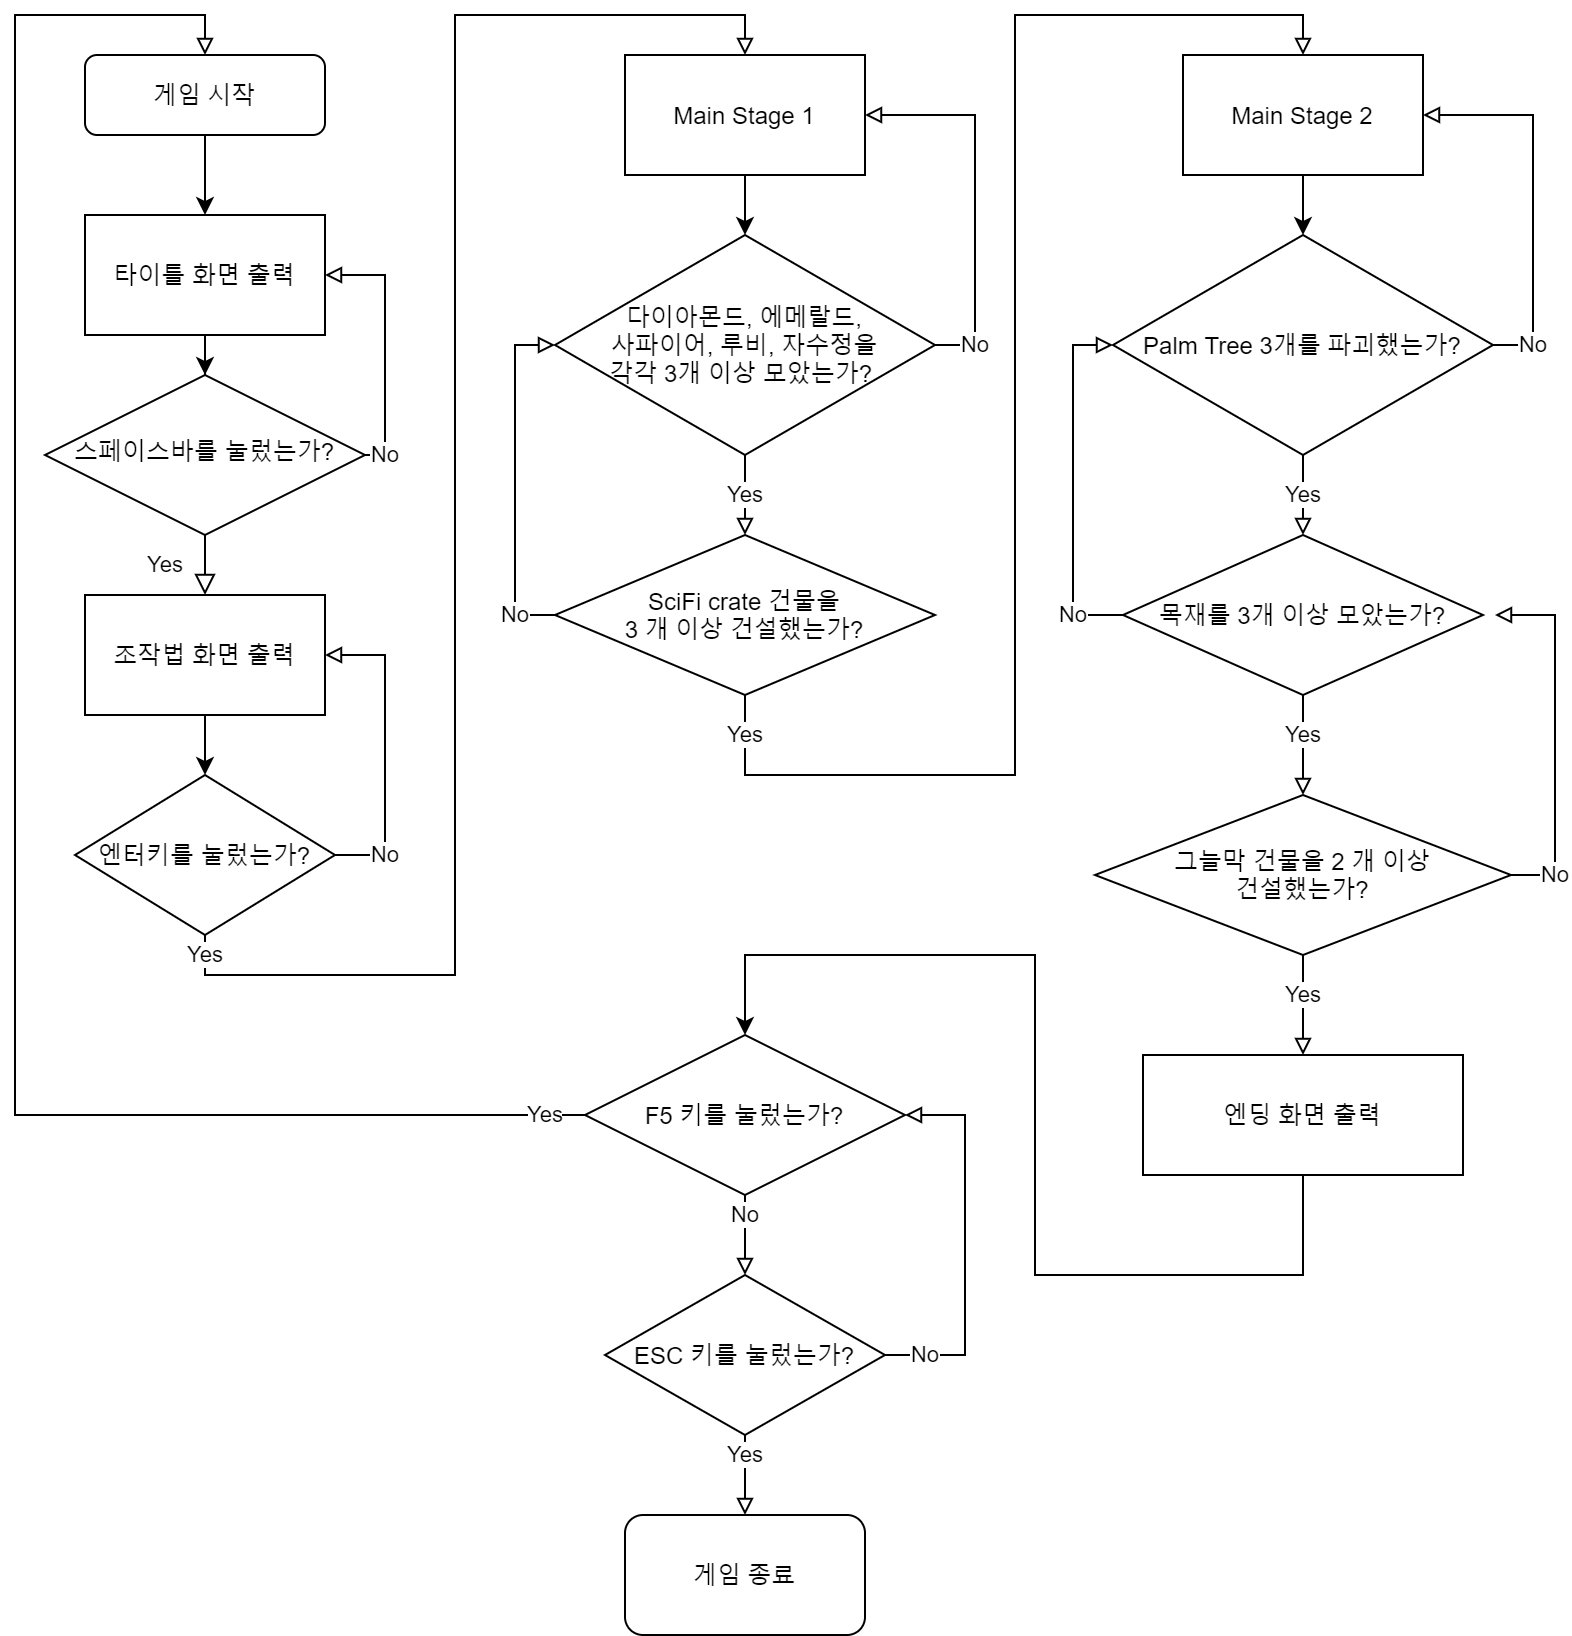 게임 시작
타이틀 화면 출력
스페이스바를 눌렀는가?
No
Yes
조작법 화면 출력
엔터키를 눌렀는가?
No
Yes
Main Stage 1
다이아몬드, 에메랄드,
사파이어, 루비, 자수정을
각각 3개 이상 모았는가?
No
Yes
SciFi crate 건물을
3 개 이상 건설했는가?
No
Yes
Main Stage 2
Palm Tree 3개를 파괴했는가?
No
Yes
목재를 3개 이상 모았는가?
No
Yes
그늘막 건물을 2 개 이상
건설했는가?
No
Yes
엔딩 화면 출력
F5 키를 눌렀는가?
Yes
No
ESC 키를 눌렀는가?
No
Yes
게임 종료